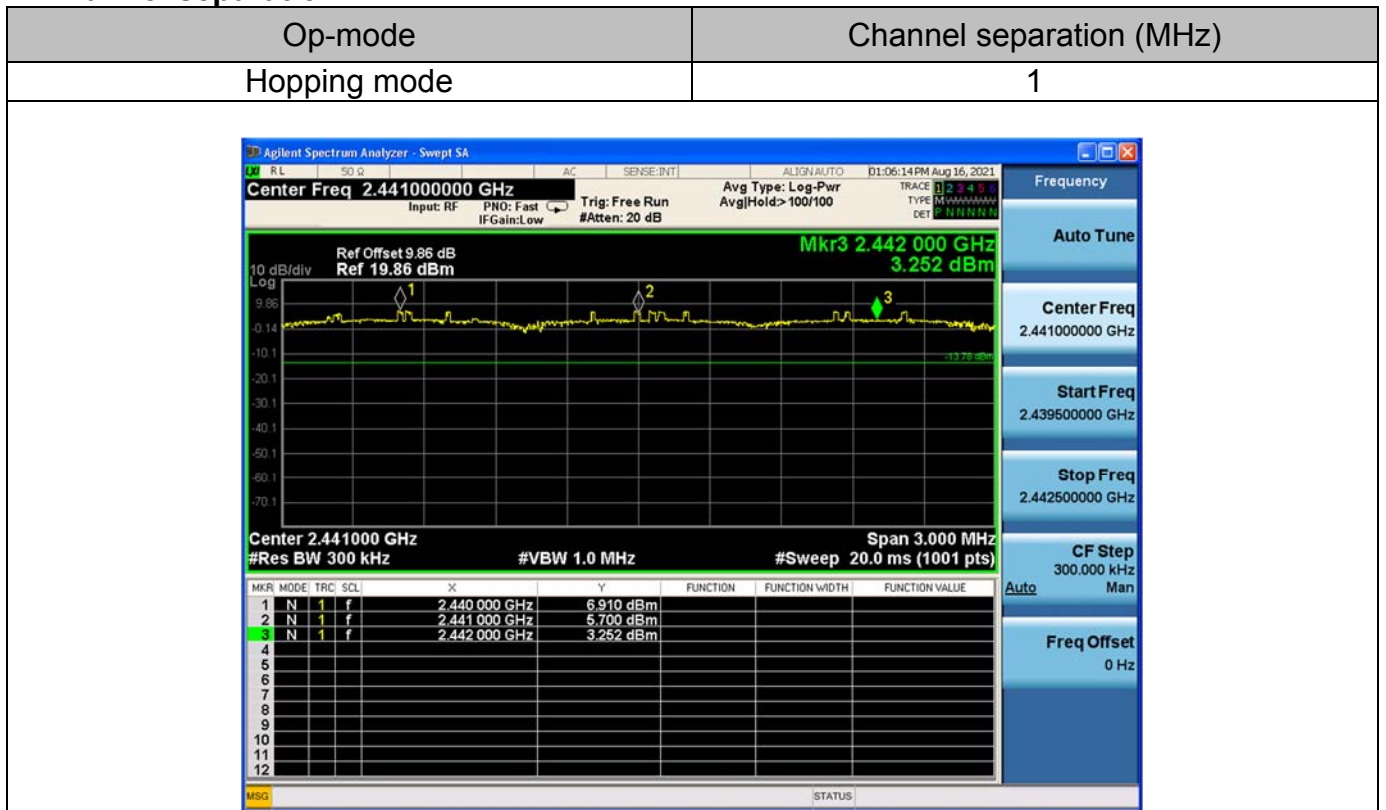 Op-mode Channel separation (MHz)
Hopping mode 1
Agilent Spectrum Analyzer - Swept SA
LXI RL 50 Ω AC SENSE:INT ALIGNAUTO 01:06:14 PM Aug 16, 2021
Center Freq 2.441000000 GHz
Input: RF PNO: Fast IFGain:Low
Trig: Free Run
#Atten: 20 dB
Avg Type: Log-Pwr
Avg|Hold:> 100/100
TRACE 1 2 3 4 5 6
TYPE M
DET P N N N N N
Mkr3 2.442 000 GHz
3.252 dBm
Ref Offset 9.86 dB
10 dB/div Ref 19.86 dBm
Log
1
2
3
9.86
-0.14
-10.1
-13.78 dBm
-20.1
-30.1
-40.1
-50.1
-60.1
-70.1
Center 2.441000 GHz Span 3.000 MHz
#Res BW 300 kHz #VBW 1.0 MHz #Sweep 20.0 ms (1001 pts)
MKR MODE TRC SCL X Y FUNCTION FUNCTION WIDTH FUNCTION VALUE
1 N 1 f 2.440 000 GHz 6.910 dBm
2 N 1 f 2.441 000 GHz 5.700 dBm
3 N 1 f 2.442 000 GHz 3.252 dBm
4
5
6
7
8
9
10
11
12
MSG STATUS
Frequency
Auto Tune
Center Freq
2.441000000 GHz
Start Freq
2.439500000 GHz
Stop Freq
2.442500000 GHz
CF Step
300.000 kHz
Auto Man
Freq Offset
0 Hz